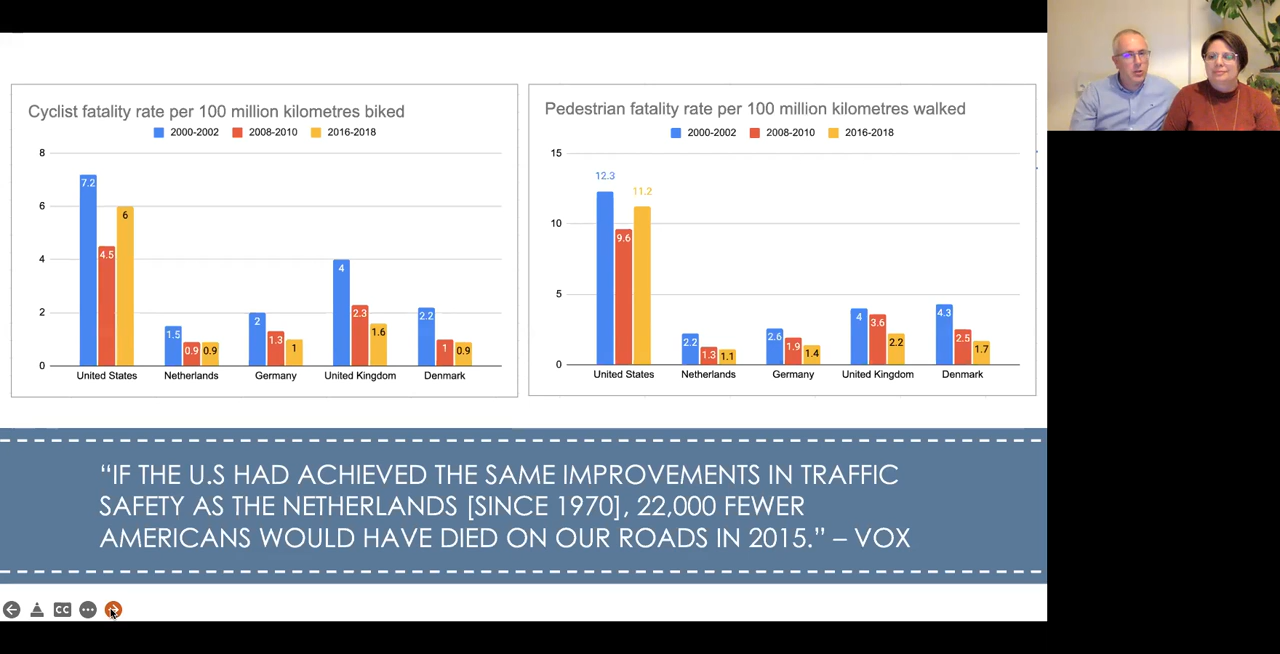 Cyclist fatality rate per 100 million kilometres biked
2000-2002 2008-2010 2016-2018
8
6
4
2
0
7.2 4.5 6
1.5 0.9 0.9
2 1.3 1
4 2.3 1.6
2.2 1 0.9
United States Netherlands Germany United Kingdom Denmark
Pedestrian fatality rate per 100 million kilometres walked
2000-2002 2008-2010 2016-2018
15
10
5
0
12.3 9.6 11.2
2.2 1.3 1.1
2.6 1.9 1.4
4 3.6 2.2
4.3 2.5 1.7
United States Netherlands Germany United Kingdom Denmark
“IF THE U.S HAD ACHIEVED THE SAME IMPROVEMENTS IN TRAFFIC
SAFETY AS THE NETHERLANDS [SINCE 1970], 22,000 FEWER
AMERICANS WOULD HAVE DIED ON OUR ROADS IN 2015.” – VOX
CC